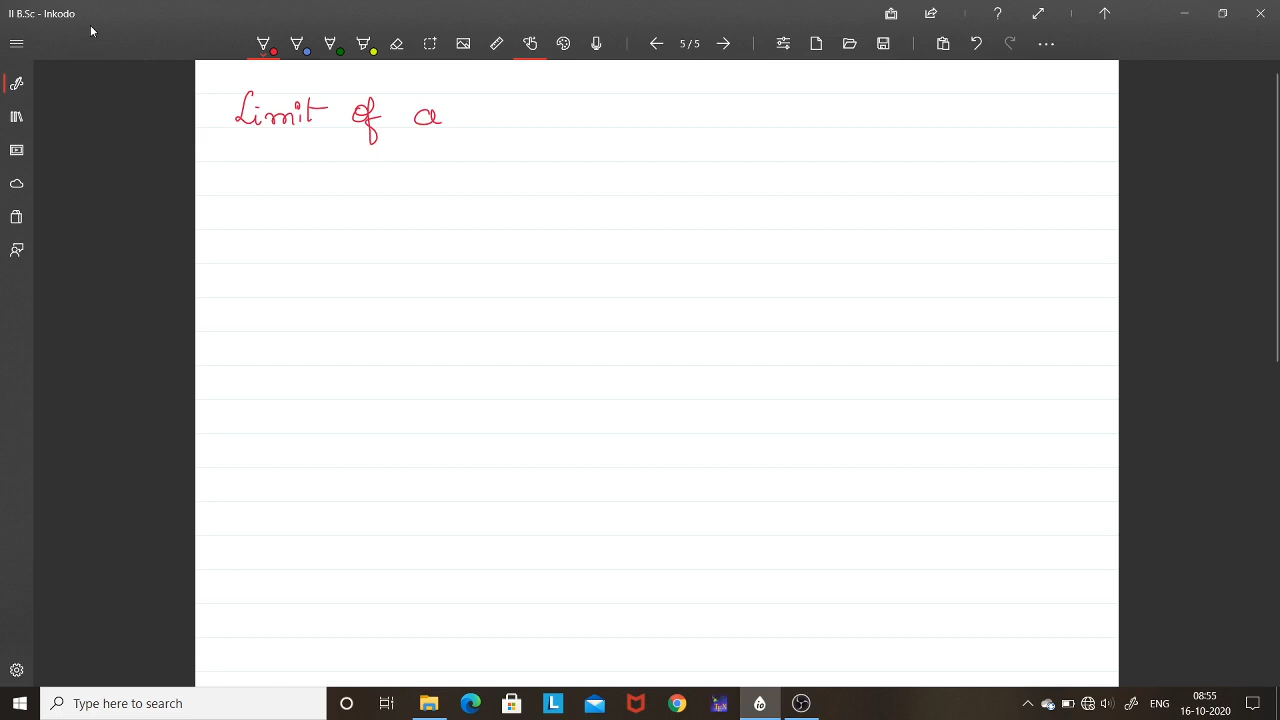 II B.Sc - Inkodo
5/5
Limit of a
Type here to search
ENG
08:55
16-10-2020